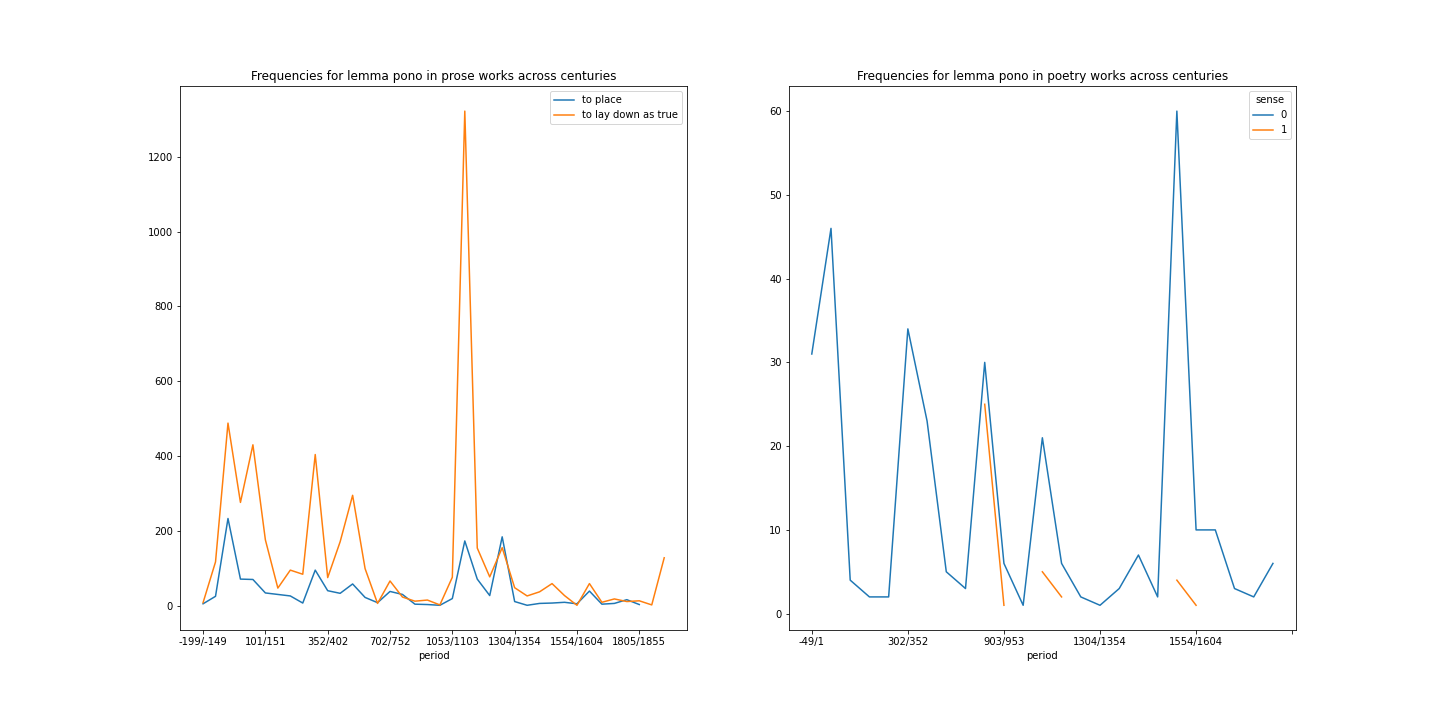 Frequencies for lemma pono in prose works across centuries
to place
to lay down as true
1200
1000
800
600
400
200
0
-199/-149 101/151 352/402 702/752 1053/1103 1304/1354 1554/1604 1805/1855
period
Frequencies for lemma pono in poetry works across centuries
sense
0
1
60
50
40
30
20
10
0
-49/1 302/352 903/953 1304/1354 1554/1604
period